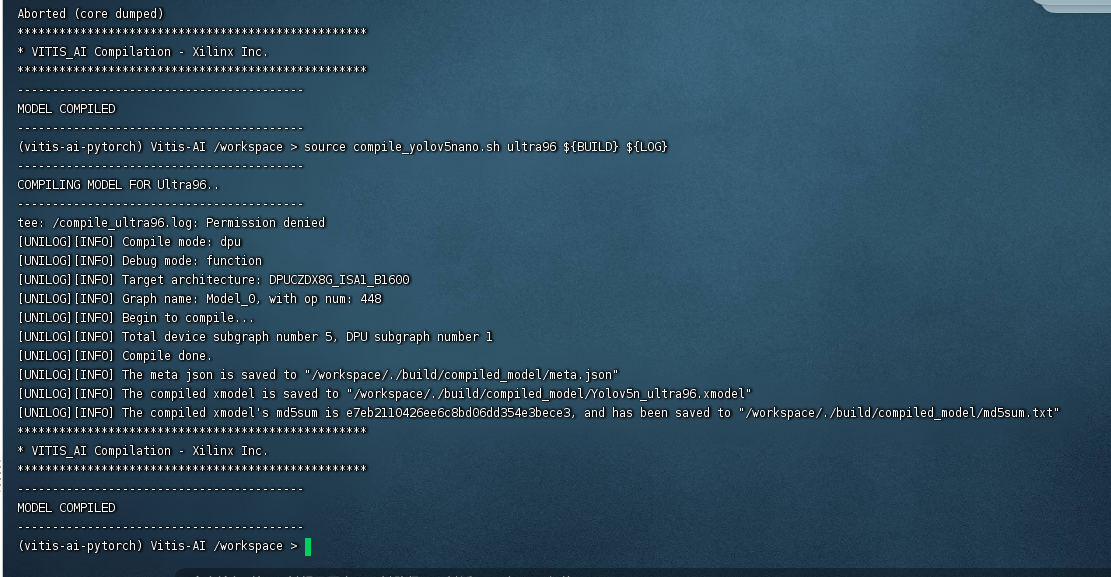 Aborted (core dumped)
*************************************************
* VITIS_AI Compilation - Xilinx Inc.
*************************************************
----------------------------------------
MODEL COMPILED
----------------------------------------
(vitis-ai-pytorch) Vitis-AI /workspace > source compile_yolov5nano.sh ultra96 ${BUILD} ${LOG}
----------------------------------------
COMPILING MODEL FOR Ultra96..
----------------------------------------
tee: /compile_ultra96.log: Permission denied
[UNILOG][INFO] Compile mode: dpu
[UNILOG][INFO] Debug mode: function
[UNILOG][INFO] Target architecture: DPUCZDX8G_ISA1_B1600
[UNILOG][INFO] Graph name: Model_0, with op num: 448
[UNILOG][INFO] Begin to compile...
[UNILOG][INFO] Total device subgraph number 5, DPU subgraph number 1
[UNILOG][INFO] Compile done.
[UNILOG][INFO] The meta json is saved to "/workspace/./build/compiled_model/meta.json"
[UNILOG][INFO] The compiled xmodel is saved to "/workspace/./build/compiled_model/Yolov5n_ultra96.xmodel"
[UNILOG][INFO] The compiled xmodel's md5sum is e7eb2110426ee6c8bd06dd354e3bece3, and has been saved to "/workspace/./build/compiled_model/md5sum.txt"
*************************************************
* VITIS_AI Compilation - Xilinx Inc.
*************************************************
----------------------------------------
MODEL COMPILED
----------------------------------------
(vitis-ai-pytorch) Vitis-AI /workspace >